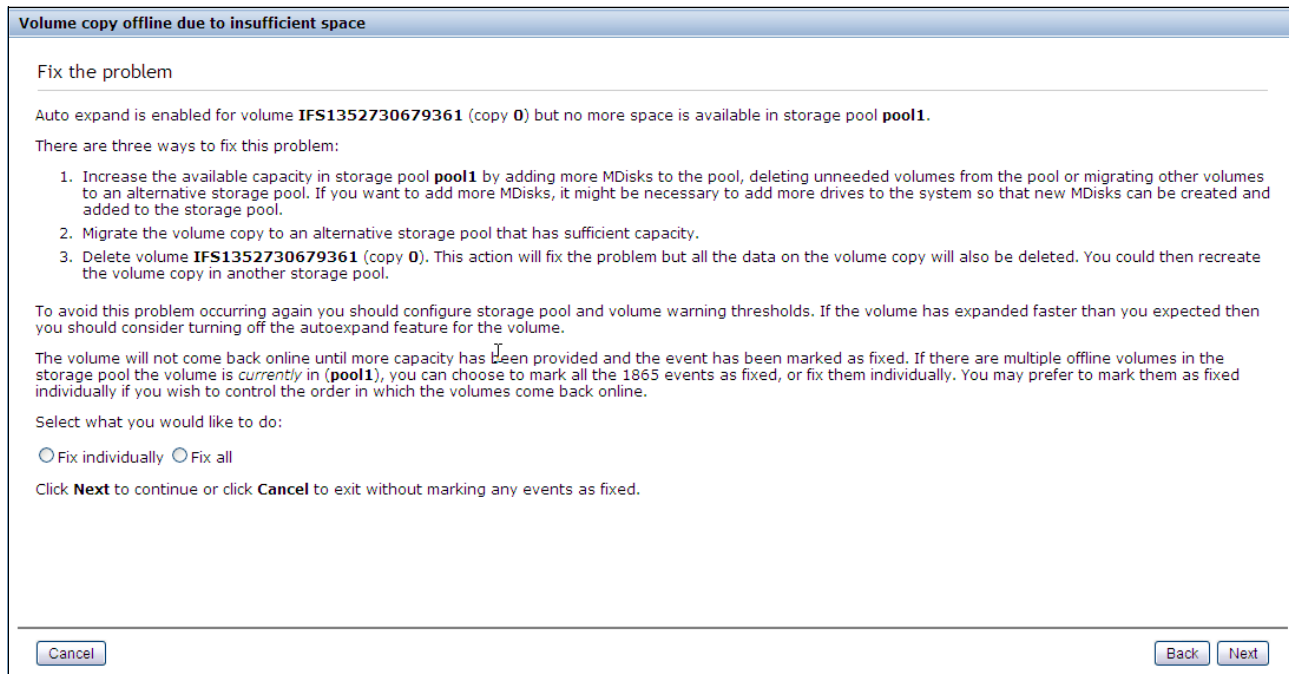 Volume copy offline due to insufficient space
Fix the problem
Auto expand is enabled for volume IFS1352730679361 (copy 0) but no more space is available in storage pool pool1.
There are three ways to fix this problem:
1. Increase the available capacity in storage pool pool1 by adding more MDisks to the pool, deleting unneeded volumes from the pool or migrating other volumes
to an alternative storage pool. If you want to add more MDisks, it might be necessary to add more drives to the system so that new MDisks can be created and
added to the storage pool.
2. Migrate the volume copy to an alternative storage pool that has sufficient capacity.
3. Delete volume IFS1352730679361 (copy 0). This action will fix the problem but all the data on the volume copy will also be deleted. You could then recreate
the volume copy in another storage pool.
To avoid this problem occurring again you should configure storage pool and volume warning thresholds. If the volume has expanded faster than you expected then
you should consider turning off the autoexpand feature for the volume.
The volume will not come back online until more capacity has been provided and the event has been marked as fixed. If there are multiple offline volumes in the
storage pool the volume is currently in (pool1), you can choose to mark all the 1865 events as fixed, or fix them individually. You may prefer to mark them as fixed
individually if you wish to control the order in which the volumes come back online.
Select what you would like to do:
Fix individually Fix all
Click Next to continue or click Cancel to exit without marking any events as fixed.
Cancel Back Next